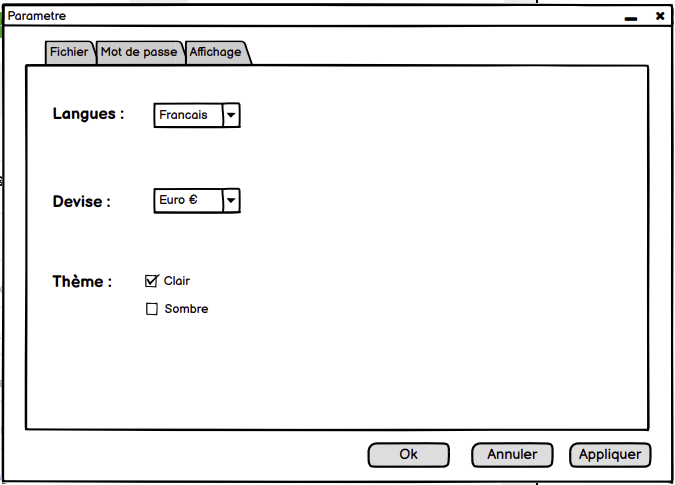 Parametre
Fichier Mot de passe Affichage
Langues : Francais
Devise : Euro €
Thème : Clair
Sombre
Ok Annuler Appliquer